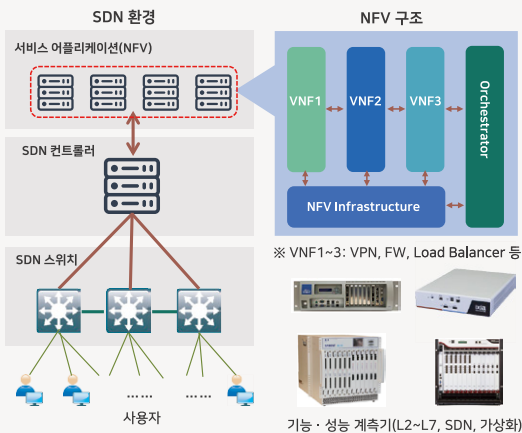 SDN 환경
NFV 구조
서비스 어플리케이션(NFV)
SDN 컨트롤러
SDN 스위치
...... ......
사용자
VNF1
VNF2
VNF3
Orchestrator
NFV Infrastructure
※ VNF1~3: VPN, FW, Load Balancer 등
기능 · 성능 계측기(L2~L7, SDN, 가상화)